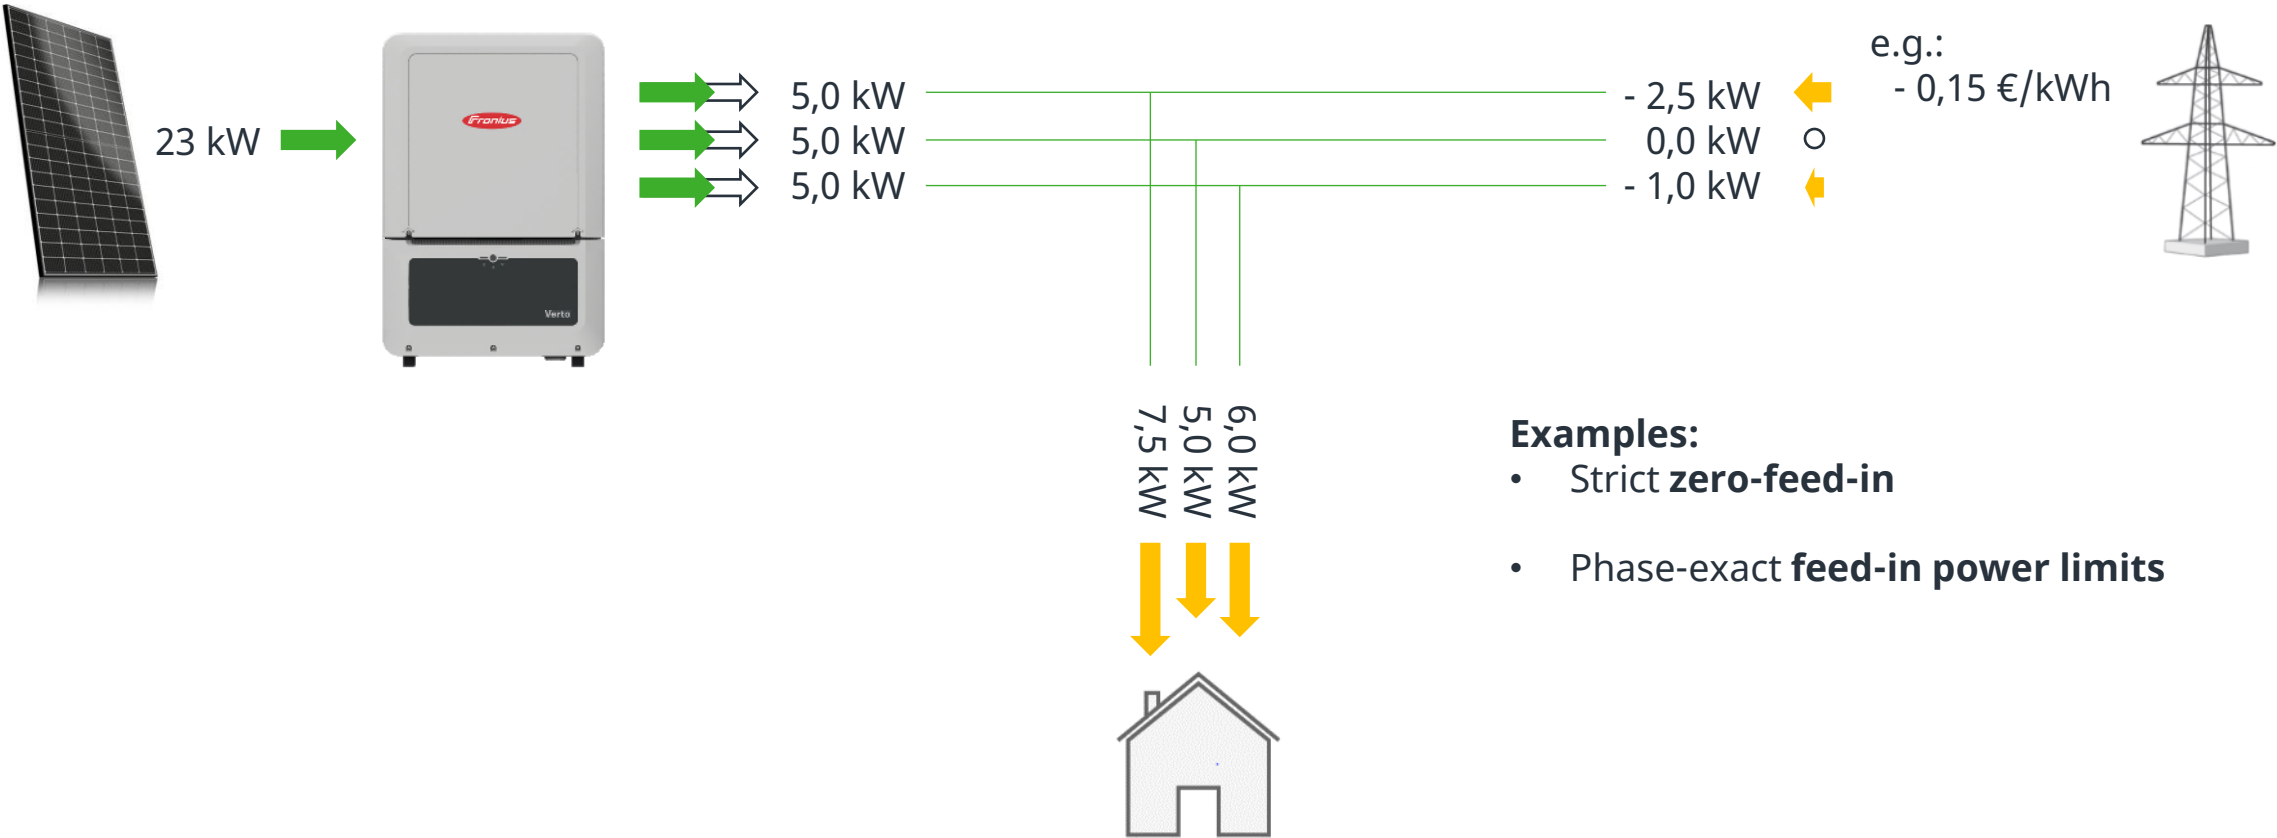 e.g.:
- 0,15 €/kWh
23 kW
Fronius
Verto
5,0 kW
5,0 kW
5,0 kW
- 2,5 kW
0,0 kW
- 1,0 kW
7,5 kW
5,0 kW
6,0 kW
Examples:
• Strict zero-feed-in
• Phase-exact feed-in power limits